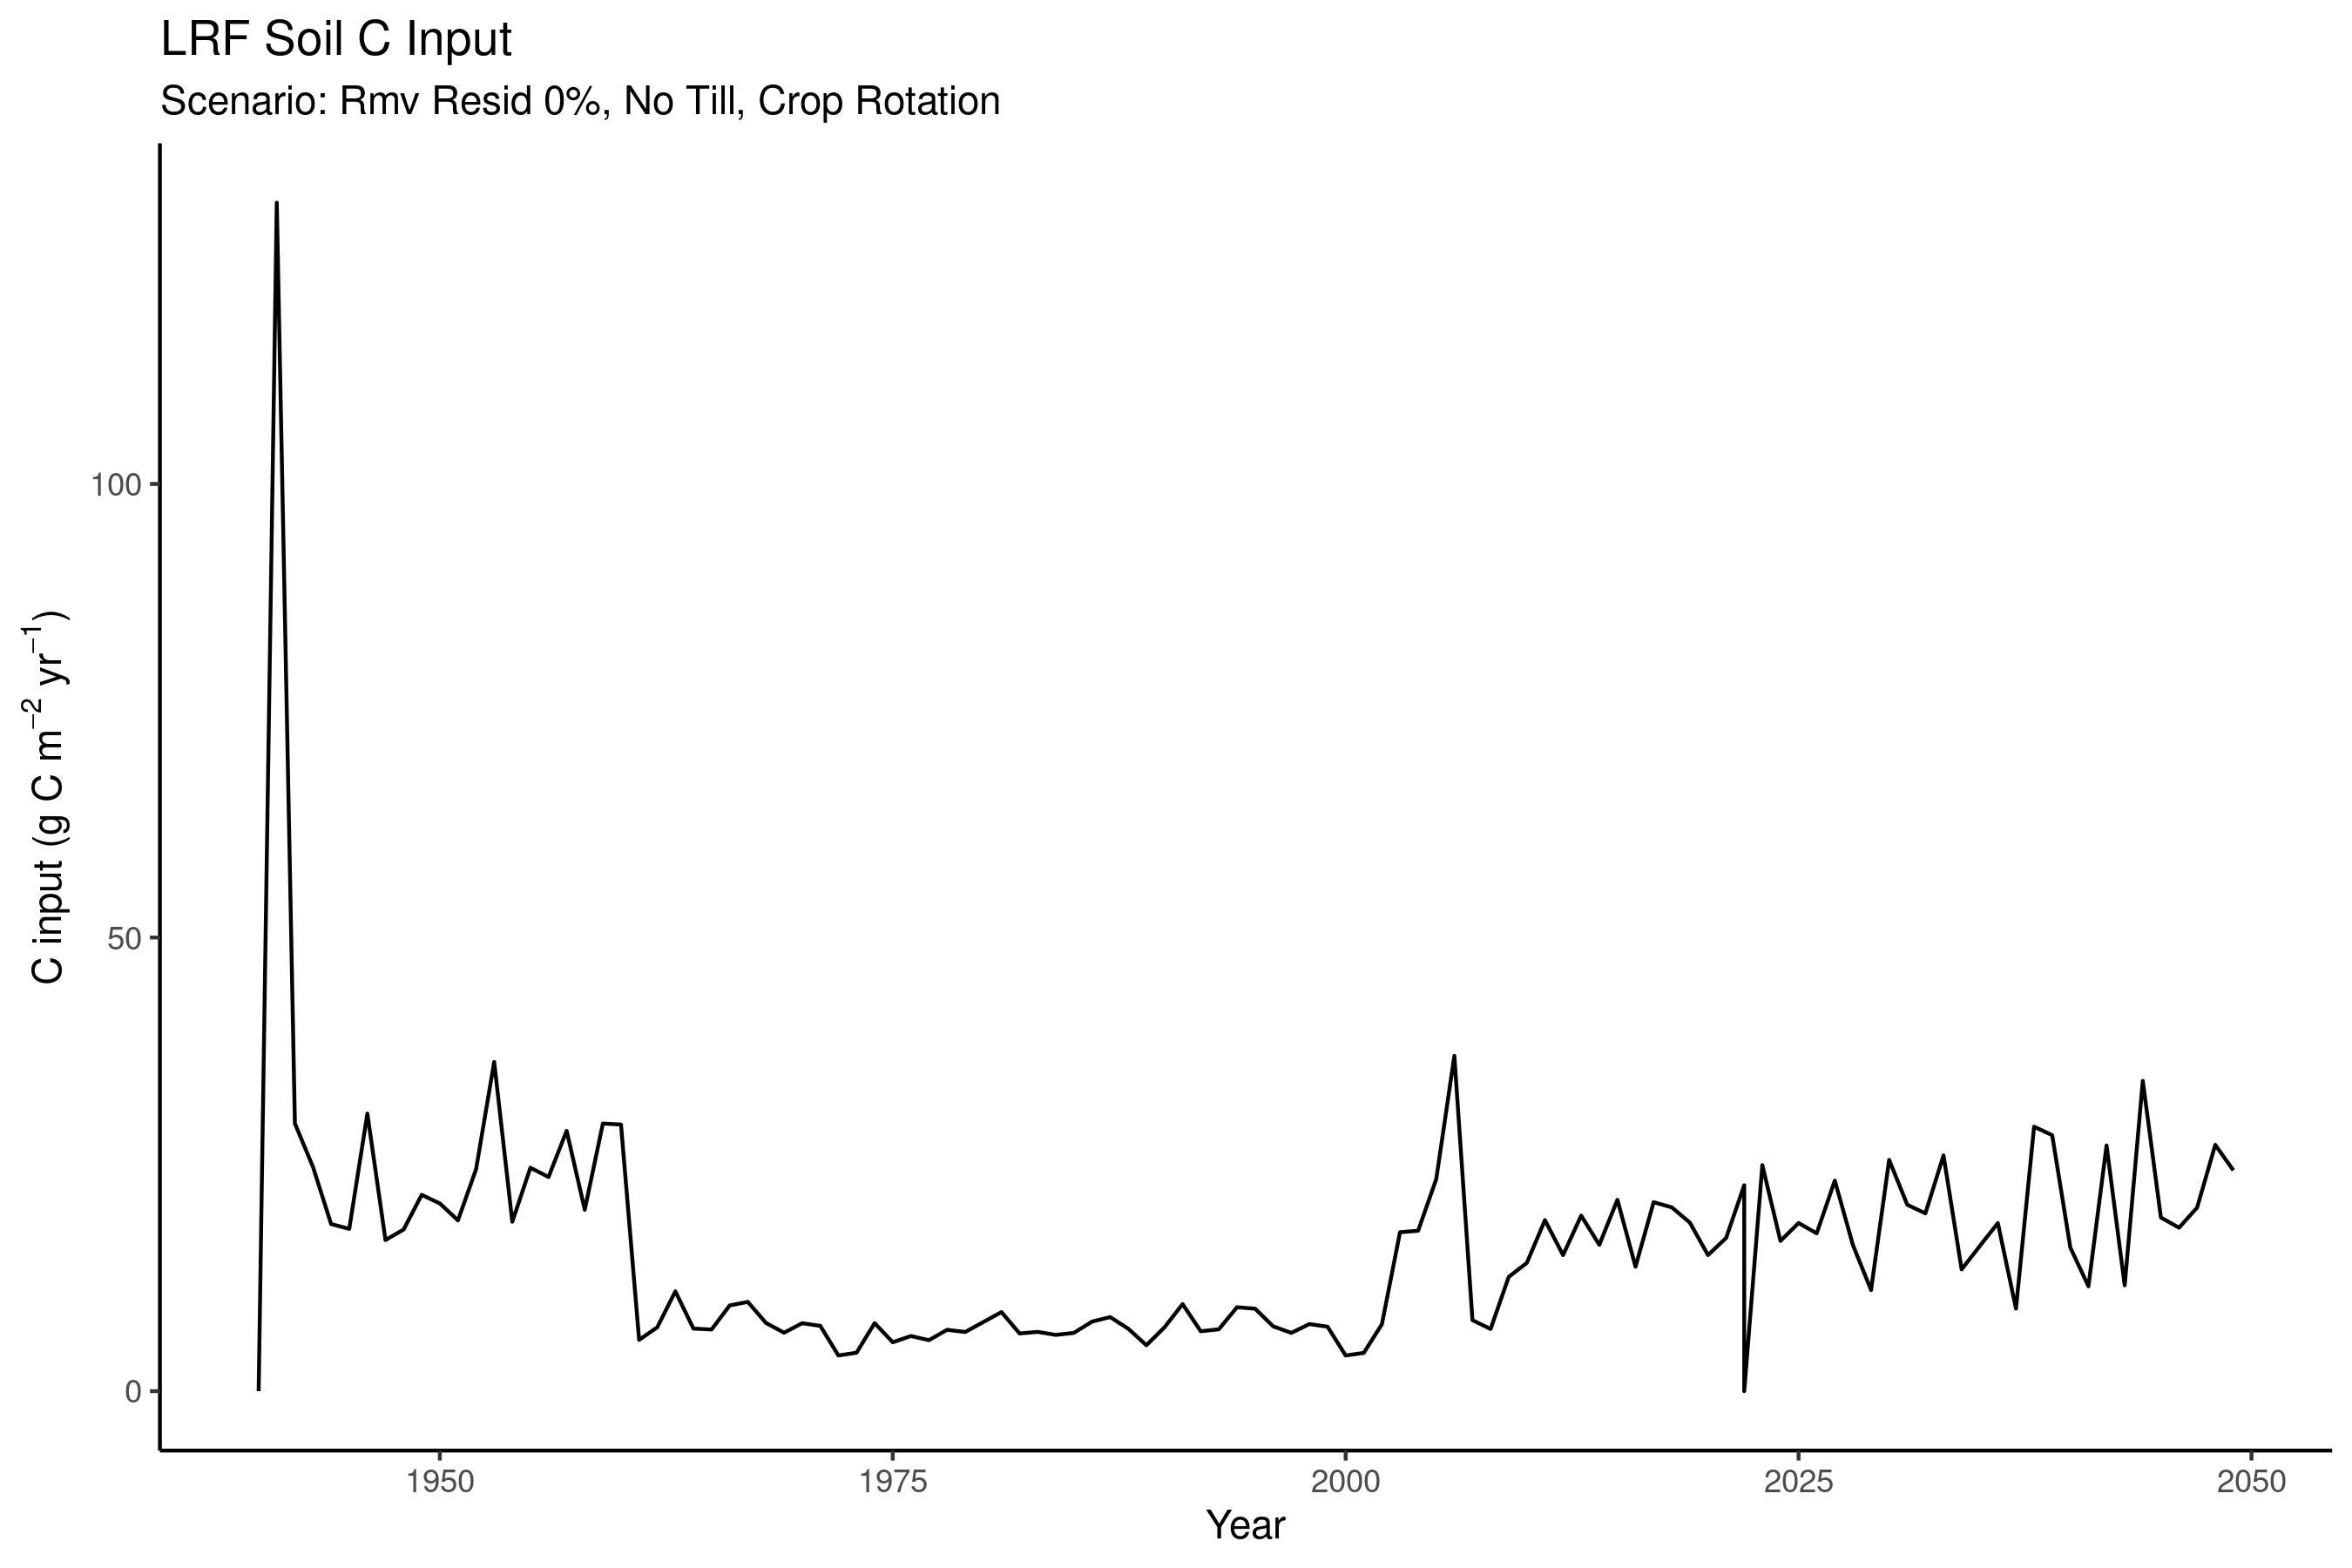 LRF Soil C Input
Scenario: Rmv Resid 0%, No Till, Crop Rotation
C input (g C m⁻² yr⁻¹)
100
50
0
1950
1975
2000
2025
2050
Year